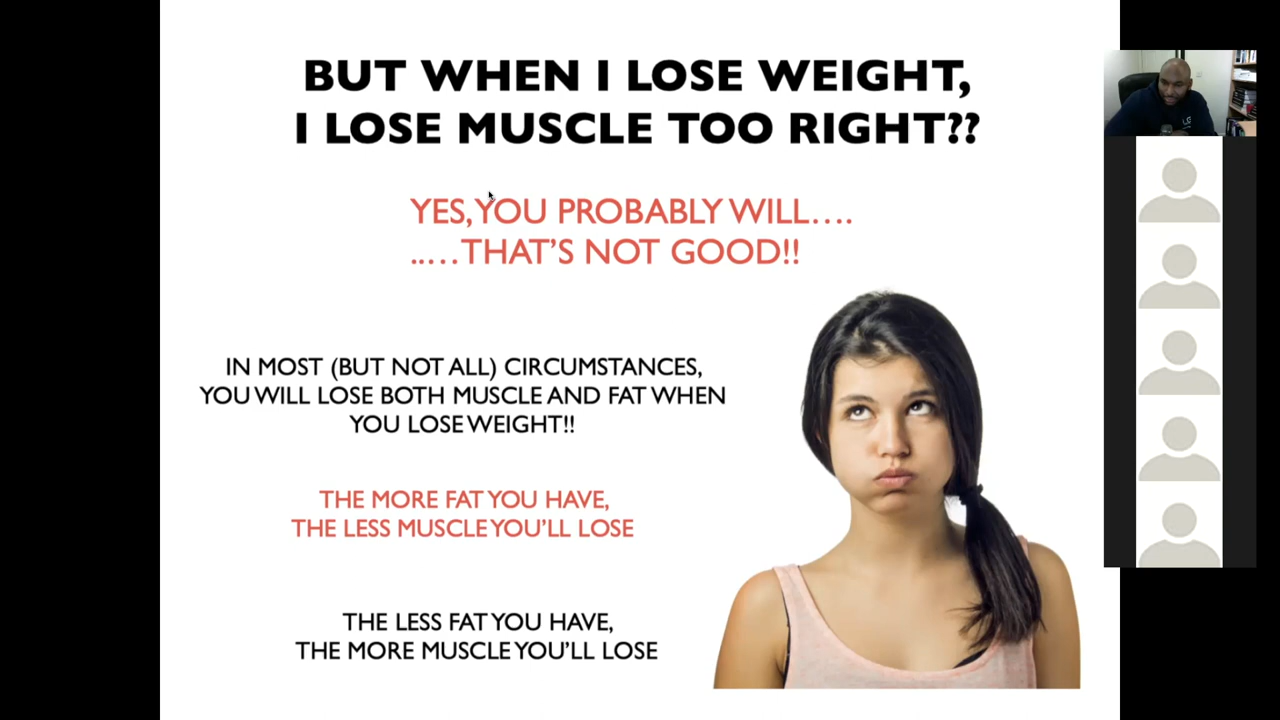 BUT WHEN I LOSE WEIGHT,
I LOSE MUSCLE TOO RIGHT??
YES, YOU PROBABLY WILL….
..…THAT’S NOT GOOD!!
IN MOST (BUT NOT ALL) CIRCUMSTANCES,
YOU WILL LOSE BOTH MUSCLE AND FAT WHEN
YOU LOSE WEIGHT!!
THE MORE FAT YOU HAVE,
THE LESS MUSCLE YOU’LL LOSE
THE LESS FAT YOU HAVE,
THE MORE MUSCLE YOU’LL LOSE